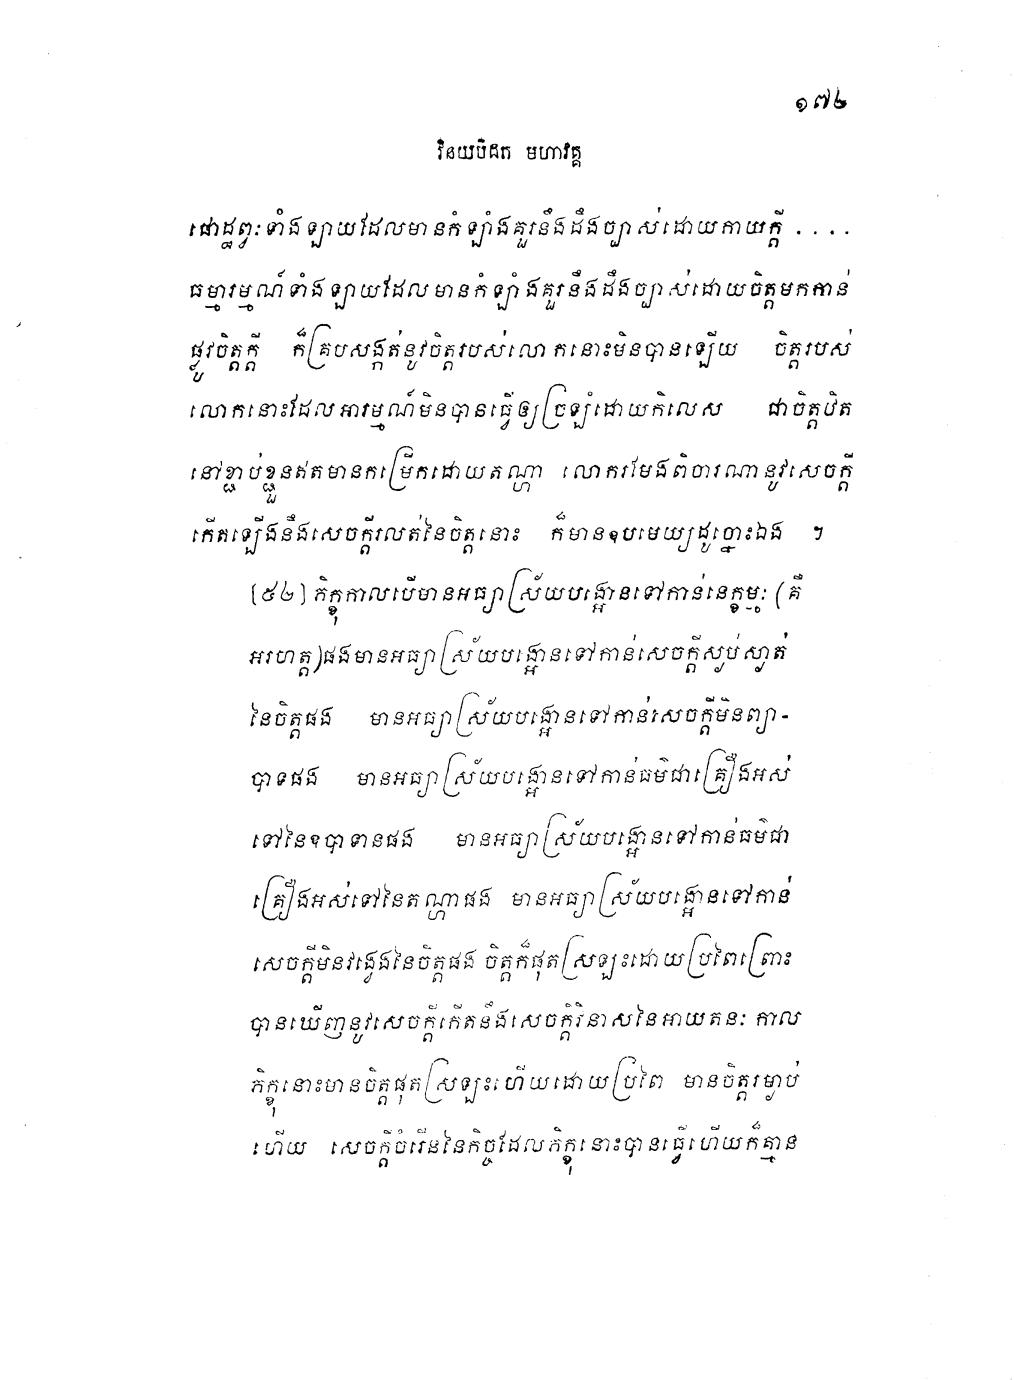 ១៧២
វិនយបិដក មហាវគ្គ
ផោដ្ឋព្វៈទាំងឡាយដែលមានកំឡាំងគួរនឹងដឹងច្បាស់ដោយកាយក្តី ....
ធម្មារម្មណ៍ទាំងឡាយដែលមានកំឡាំងគួរនឹងដឹងច្បាស់ដោយចិត្តមកកាន់
ផ្លូវចិត្តក្តី ក៏គ្របសង្កត់នូវចិត្តរបស់លោកនោះមិនបានឡើយ ចិត្តរបស់
លោកនោះដែលអារម្មណ៍មិនបានធ្វើឲ្យច្រឡំដោយកិលេស ជាចិត្តឋិត
នៅខ្ជាប់ខ្ជួនឥតមានកម្រើកដោយតណ្ហា លោករមែងពិចារណានូវសេចក្តី
កើតឡើងនឹងសេចក្តីរលត់នៃចិត្តនោះ ក៏មានឧបមេយ្យដូច្នោះឯង ។
[៥២] ភិក្ខុកាលបើមានអធ្យាស្រ័យបង្អោនទៅកាន់នេក្ខម្មៈ (គឺ
អរហត្ត)ផងមានអធ្យាស្រ័យបង្អោនទៅកាន់សេចក្តីស្ងប់ស្ងាត់
នៃចិត្តផង មានអធ្យាស្រ័យបង្អោនទៅកាន់សេចក្តីមិនព្យា-
បាទផង មានអធ្យាស្រ័យបង្អោនទៅកាន់ធម៌ជាគ្រឿងអស់
ទៅនៃឧបាទានផង មានអធ្យាស្រ័យបង្អោនទៅកាន់ធម៌ជា
គ្រឿងអស់ទៅនៃតណ្ហាផង មានអធ្យាស្រ័យបង្អោនទៅកាន់
សេចក្តីមិនវង្វេងនៃចិត្តផង ចិត្តក៏ផុតស្រឡះដោយប្រពៃព្រោះ
បានឃើញនូវសេចក្តីកើតនឹងសេចក្តីវិនាសនៃអាយតនៈ កាល
ភិក្ខុនោះមានចិត្តផុតស្រឡះហើយដោយប្រពៃ មានចិត្តរម្ងាប់
ហើយ សេចក្តីចំរើននៃកិច្ចដែលភិក្ខុនោះបានធ្វើហើយក៏គ្មាន